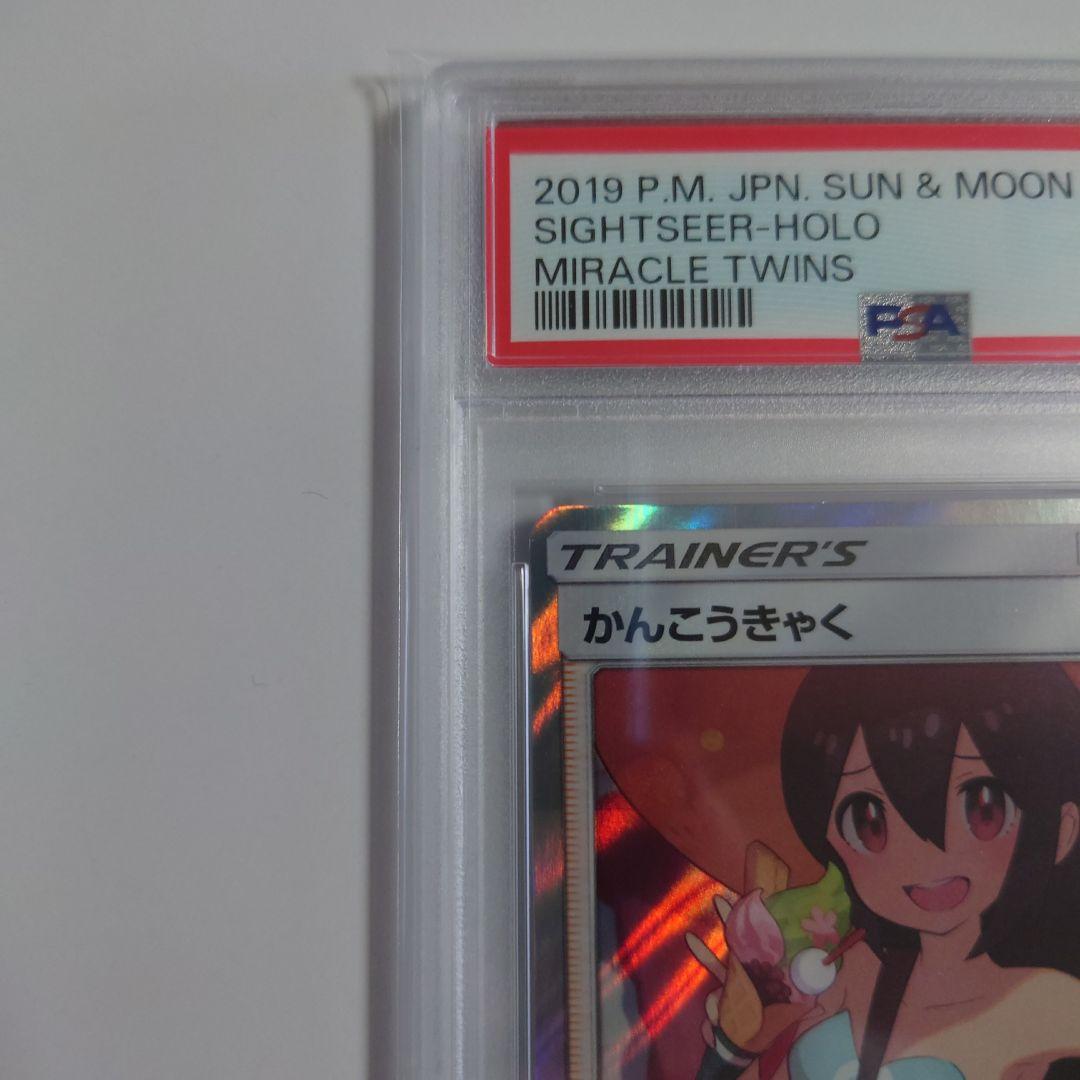 2019 P.M. JPN. SUN & MOON
SIGHTSEER-HOLO
MIRACLE TWINS
PSA
TRAINER'S
かんこうきゃく